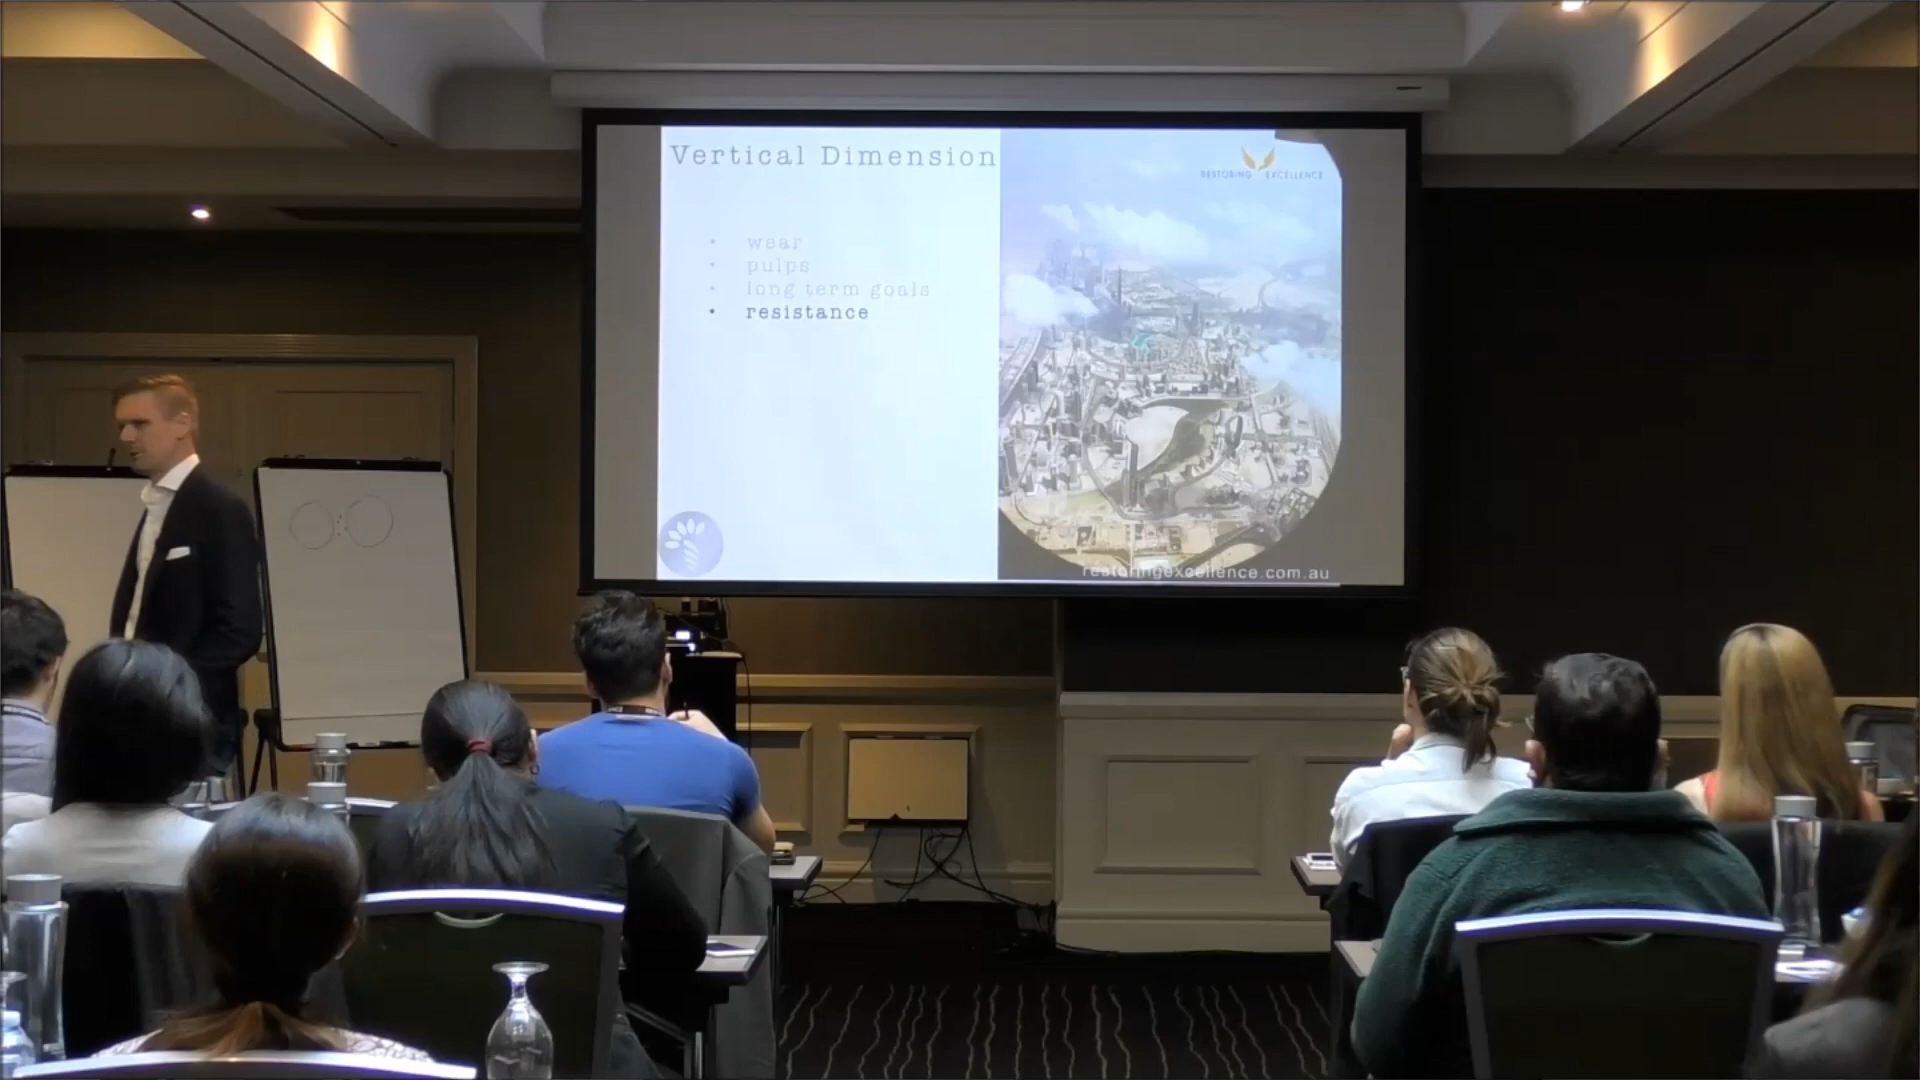 Vertical Dimension
RESTORING EXCELLENCE
• wear
• pulps
• long term goals
• resistance
restoringexcellence.com.au